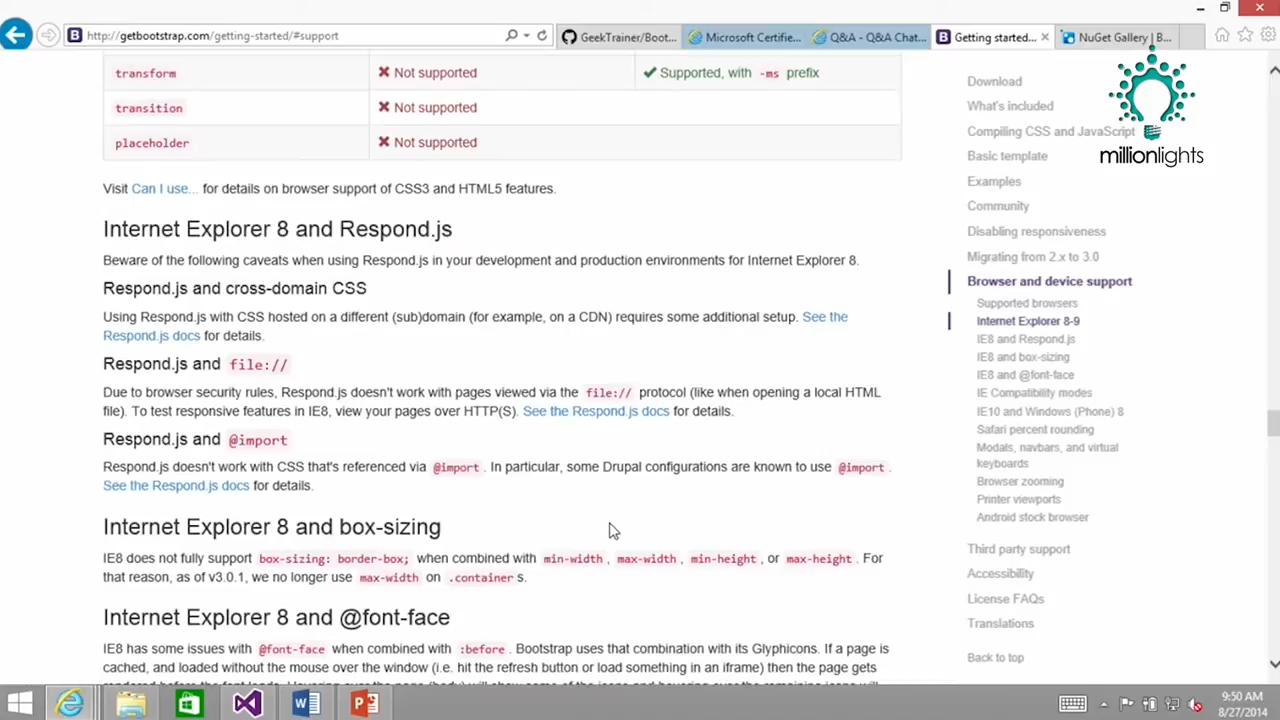 http://getbootstrap.com/getting-started/#support
GeekTrainer/Boot...
Microsoft Certifie...
Q&A - Q&A Chat...
Getting started...
NuGet Gallery | B...
transform
Not supported
Supported, with -ms prefix
transition
Not supported
placeholder
Not supported
Visit Can I use... for details on browser support of CSS3 and HTML5 features.
Internet Explorer 8 and Respond.js
Beware of the following caveats when using Respond.js in your development and production environments for Internet Explorer 8.
Respond.js and cross-domain CSS
Using Respond.js with CSS hosted on a different (sub)domain (for example, on a CDN) requires some additional setup. See the
Respond.js docs for details.
Respond.js and file://
Due to browser security rules, Respond.js doesn't work with pages viewed via the file:// protocol (like when opening a local HTML
file). To test responsive features in IE8, view your pages over HTTP(S). See the Respond.js docs for details.
Respond.js and @import
Respond.js doesn't work with CSS that's referenced via @import. In particular, some Drupal configurations are known to use @import.
See the Respond.js docs for details.
Internet Explorer 8 and box-sizing
IE8 does not fully support box-sizing: border-box; when combined with min-width, max-width, min-height, or max-height. For
that reason, as of v3.0.1, we no longer use max-width on .containers.
Internet Explorer 8 and @font-face
IE8 has some issues with @font-face when combined with :before. Bootstrap uses that combination with its Glyphicons. If a page is
cached, and loaded without the mouse over the window (i.e. hit the refresh button or load something in an iframe) then the page gets
Download
What's included
Compiling CSS and JavaScript
Basic template
Examples
Community
Disabling responsiveness
Migrating from 2.x to 3.0
Browser and device support
Supported browsers
Internet Explorer 8-9
IE8 and Respond.js
IE8 and box-sizing
IE8 and @font-face
IE Compatibility modes
IE10 and Windows (Phone) 8
Safari percent rounding
Modals, navbars, and virtual
keyboards
Browser zooming
Printer viewports
Android stock browser
Third party support
Accessibility
License FAQs
Translations
Back to top
millionlights
9:50 AM
8/27/2014